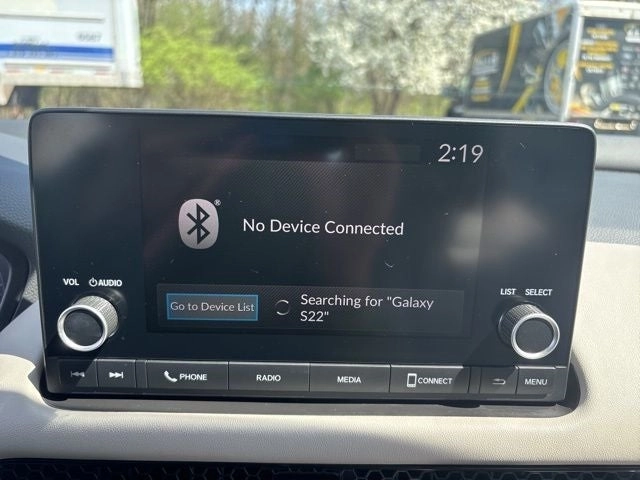 2:19
®
No Device Connected
Go to Device List
Searching for "Galaxy
S22"
VOL AUDIO
LIST SELECT
PHONE
RADIO
MEDIA
CONNECT
MENU